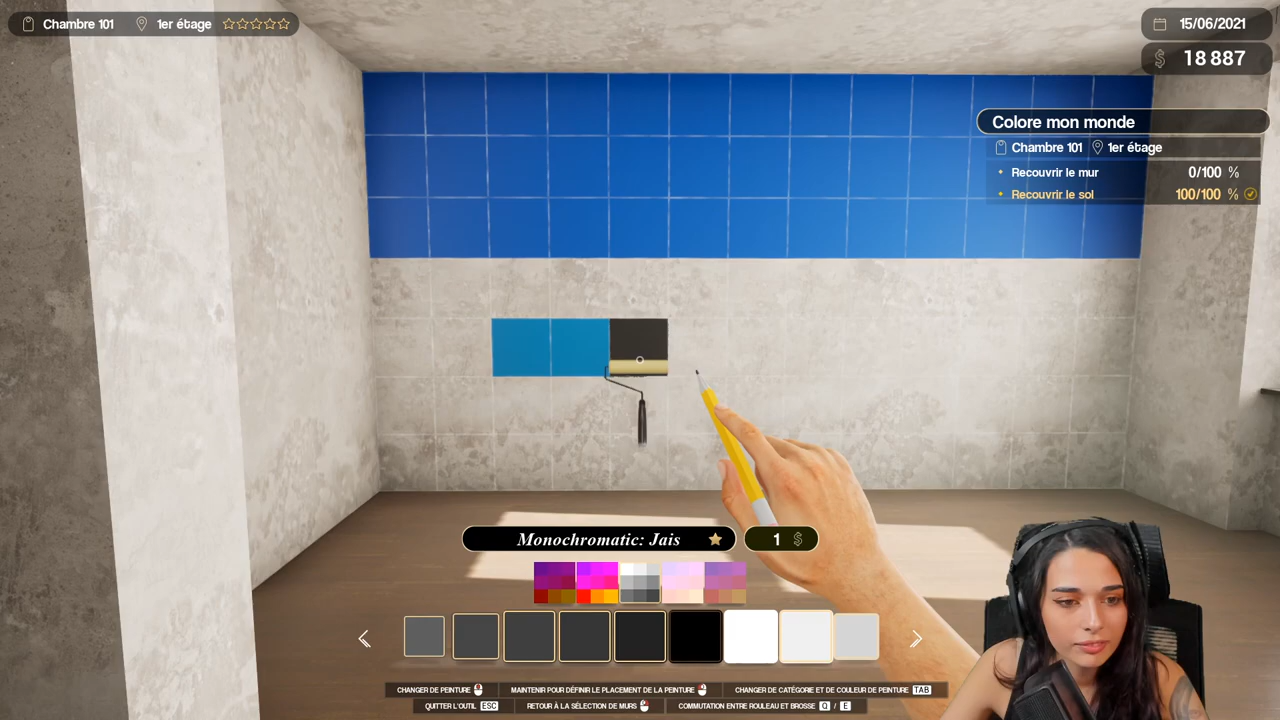 Chambre 101 1er étage
15/06/2021
$ 18 887
Colore mon monde
Chambre 101 1er étage
Recouvrir le mur 0/100 %
Recouvrir le sol 100/100 %
Monochromatic: Jais
1 $
CHANGER DE PEINTURE
MAINTENIR POUR DÉFINIR LE PLACEMENT DE LA PEINTURE
CHANGER DE CATÉGORIE ET DE COULEUR DE PEINTURE TAB
QUITTER L'OUTIL ESC
RETOUR À LA SÉLECTION DE MURS
COMMUTATION ENTRE ROULEAU ET BROSSE Q / E